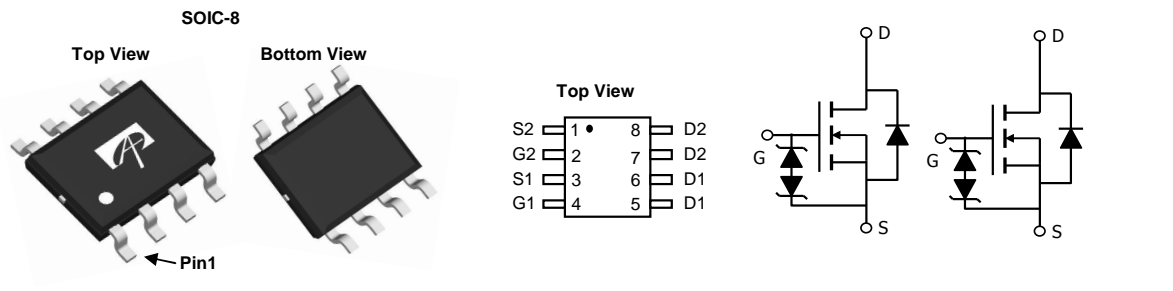 SOIC-8
Top View
Bottom View
Pin1
Top View
S2 1 8 D2
G2 2 7 D2
S1 3 6 D1
G1 4 5 D1
D
G
S
D
G
S